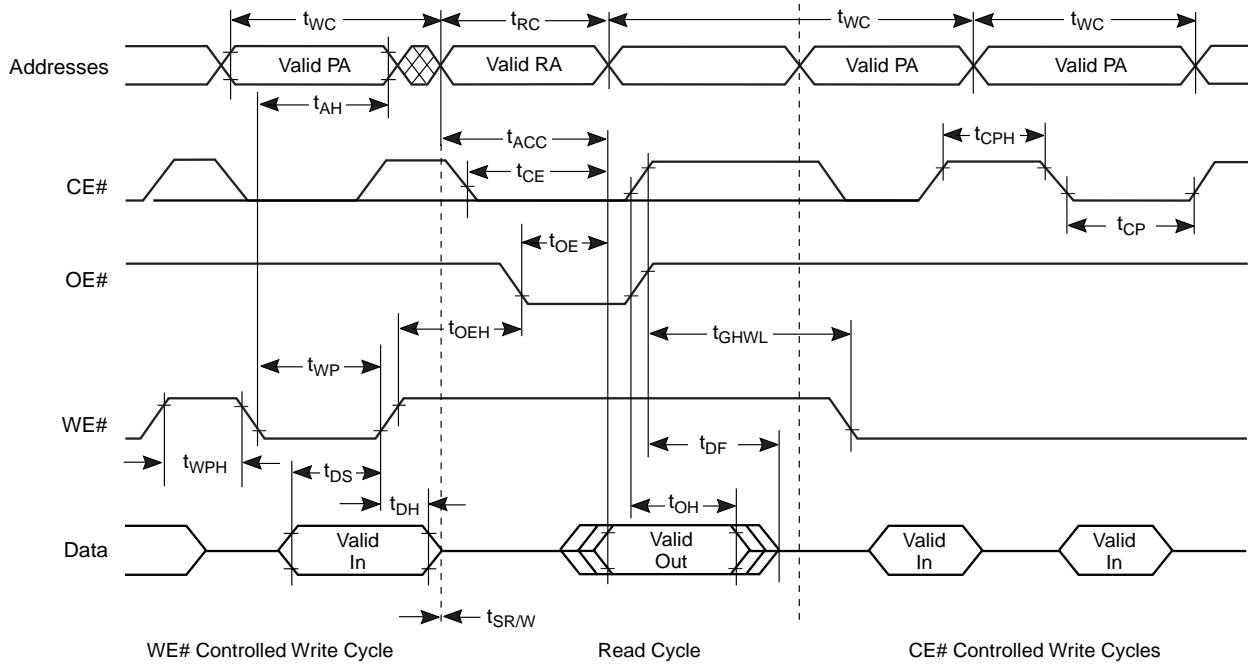 tWC tRC tWC tWC
Addresses Valid PA Valid RA Valid PA Valid PA
tAH
tACC tCPH
CE# tCE
tOE tCP
OE#
tOEH tGHWL
tWP
WE#
tWPH tDS tDF
tDH tOH
Data Valid In Valid Out Valid In Valid In
tSR/W
WE# Controlled Write Cycle Read Cycle CE# Controlled Write Cycles